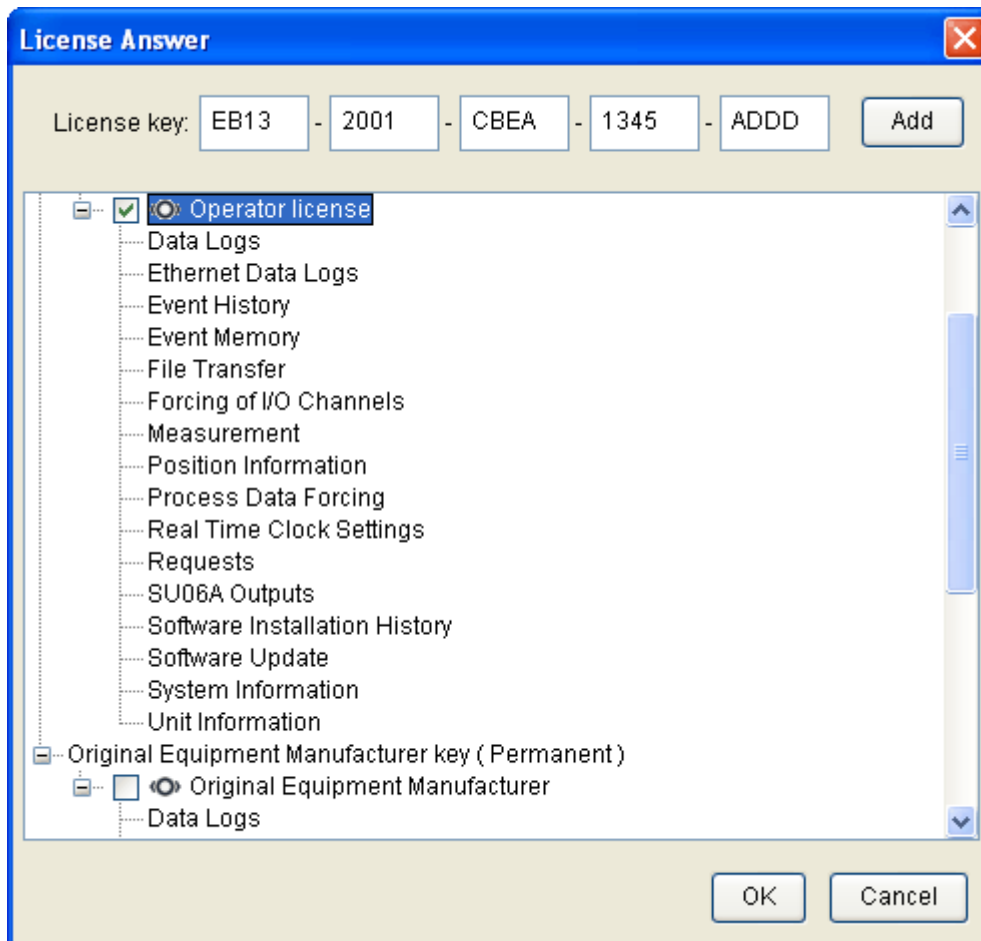 License Answer
License key: EB13 - 2001 - CBEA - 1345 - ADDD Add
Operator license
Data Logs
Ethernet Data Logs
Event History
Event Memory
File Transfer
Forcing of I/O Channels
Measurement
Position Information
Process Data Forcing
Real Time Clock Settings
Requests
SU06A Outputs
Software Installation History
Software Update
System Information
Unit Information
Original Equipment Manufacturer key ( Permanent )
Original Equipment Manufacturer
Data Logs
OK Cancel